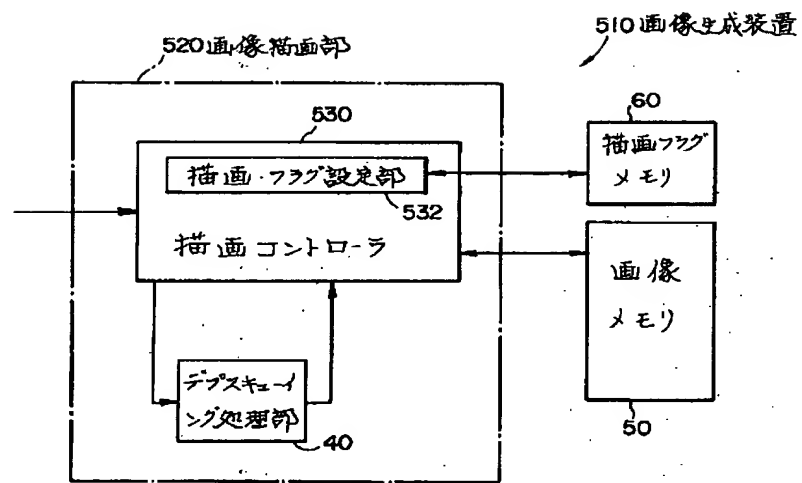 510画像生成装置
520画像描画部
530
描画・フラグ設定部
532
描画コントローラ
デプスキューイ
ング処理部
40
60
描画フラグ
メモリ
画像
メモリ
50